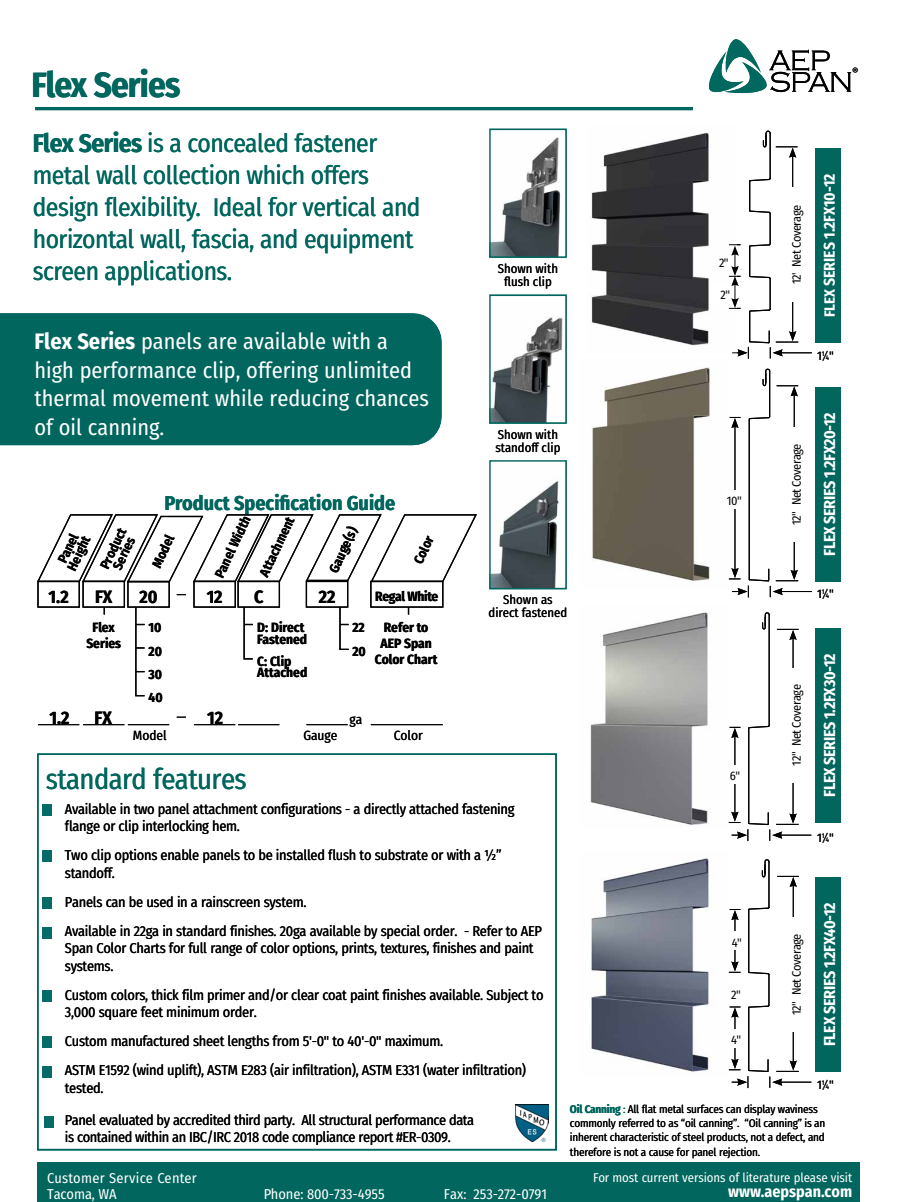 Flex Series
AEP
SPAN®
Flex Series is a concealed fastener
metal wall collection which offers
design flexibility.  Ideal for vertical and
horizontal wall, fascia, and equipment
screen applications.
Flex Series panels are available with a
high performance clip, offering unlimited
thermal movement while reducing chances
of oil canning.
Shown with
flush clip
Shown with
standoff clip
Shown as
direct fastened
2"
2"
12' Net Coverage
1¼"
FLEX SERIES 1.2FX10-12
10"
12" Net Coverage
1¼"
FLEX SERIES 1.2FX20-12
6"
12" Net Coverage
1¼"
FLEX SERIES 1.2FX30-12
4"
2"
4"
12" Net Coverage
1¼"
FLEX SERIES 1.2FX40-12
Product Specification Guide
Panel
Height
Product
Series
Model
Panel Width
Attachment
Gauge(s)
Color
1.2 FX 20 – 12 C 22 Regal White
Flex
Series
10
20
30
40
D: Direct
Fastened
C: Clip
Attached
22
20
Refer to
AEP Span
Color Chart
1.2 FX – 12 ga
Model Gauge Color
standard features
Available in two panel attachment configurations - a directly attached fastening
flange or clip interlocking hem.
Two clip options enable panels to be installed flush to substrate or with a ½”
standoff.
Panels can be used in a rainscreen system.
Available in 22ga in standard finishes. 20ga available by special order.  - Refer to AEP
Span Color Charts for full range of color options, prints, textures, finishes and paint
systems.
Custom colors, thick film primer and/or clear coat paint finishes available. Subject to
3,000 square feet minimum order.
Custom manufactured sheet lengths from 5'-0" to 40'-0" maximum.
ASTM E1592 (wind uplift), ASTM E283 (air infiltration), ASTM E331 (water infiltration)
tested.
Panel evaluated by accredited third party.  All structural performance data
is contained within an IBC/IRC 2018 code compliance report #ER-0309.
IAPMO
ES
®
Oil Canning : All flat metal surfaces can display waviness
commonly referred to as “oil canning”.  “Oil canning” is an
inherent characteristic of steel products, not a defect, and
therefore is not a cause for panel rejection.
Customer Service Center
Tacoma, WA
Phone: 800-733-4955
Fax:  253-272-0791
For most current versions of literature please visit
www.aepspan.com